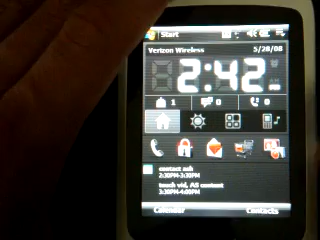 Start
Verizon Wireless 5/28/08
2:42
1 0 0
contact ash
2:30PM-3:30PM
touch vid, AS content
3:30PM-4:00PM
Calendar Contacts